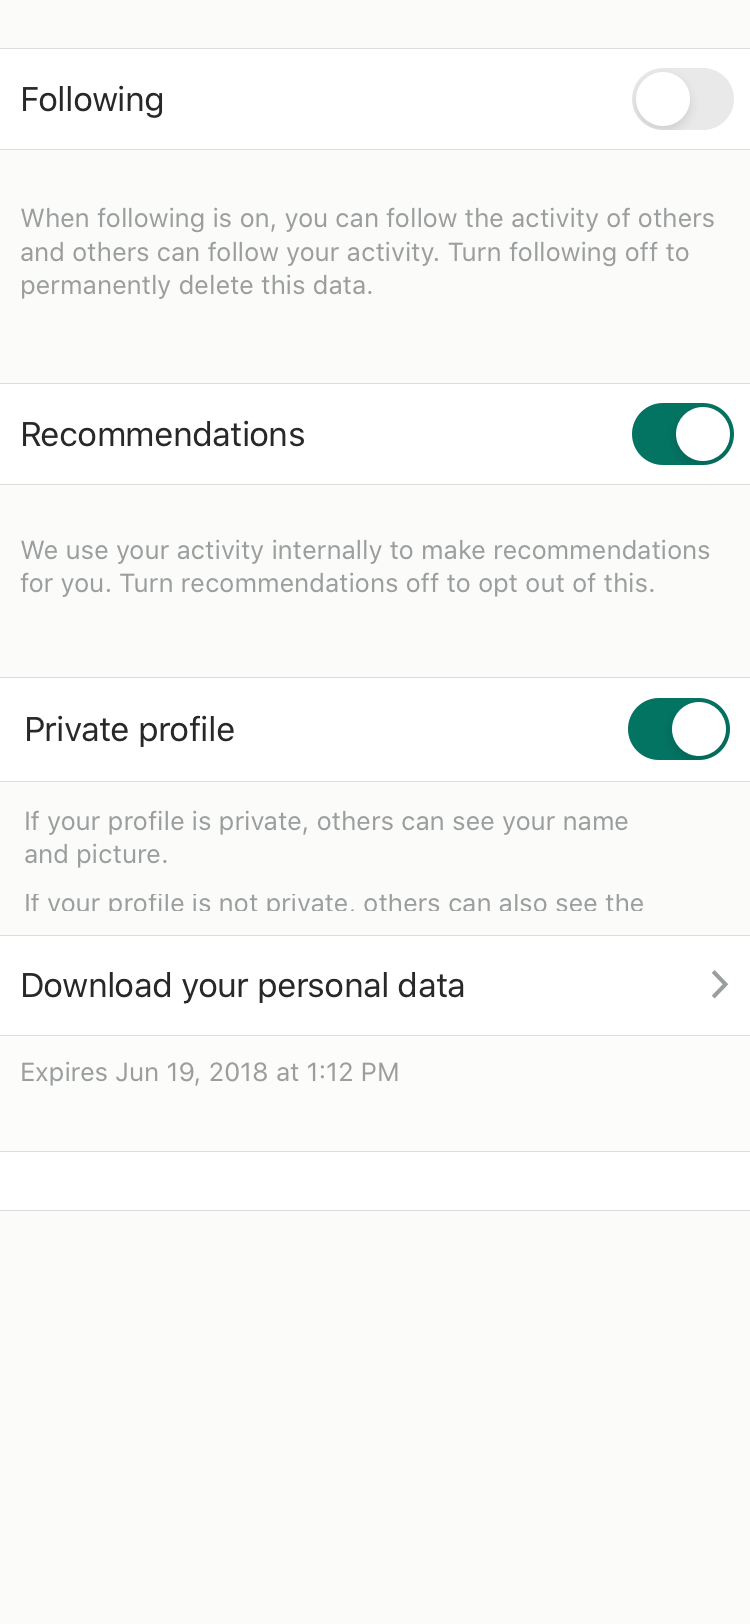 Following
When following is on, you can follow the activity of others
and others can follow your activity. Turn following off to
permanently delete this data.
Recommendations
We use your activity internally to make recommendations
for you. Turn recommendations off to opt out of this.
Private profile
If your profile is private, others can see your name
and picture.
If your profile is not private, others can also see the
Download your personal data
Expires Jun 19, 2018 at 1:12 PM